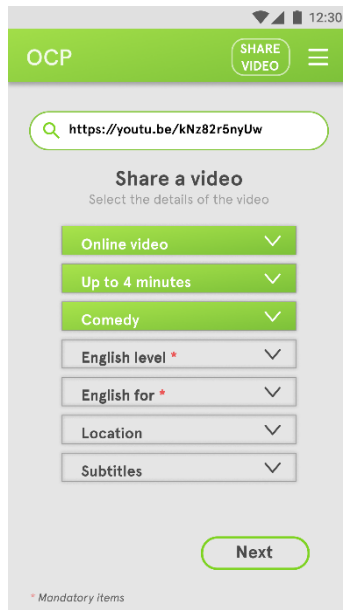 12:30
OCP
SHARE
VIDEO
https://youtu.be/kNz82r5nyUw
Share a video
Select the details of the video
Online video
Up to 4 minutes
Comedy
English level *
English for *
Location
Subtitles
Next
* Mandatory items